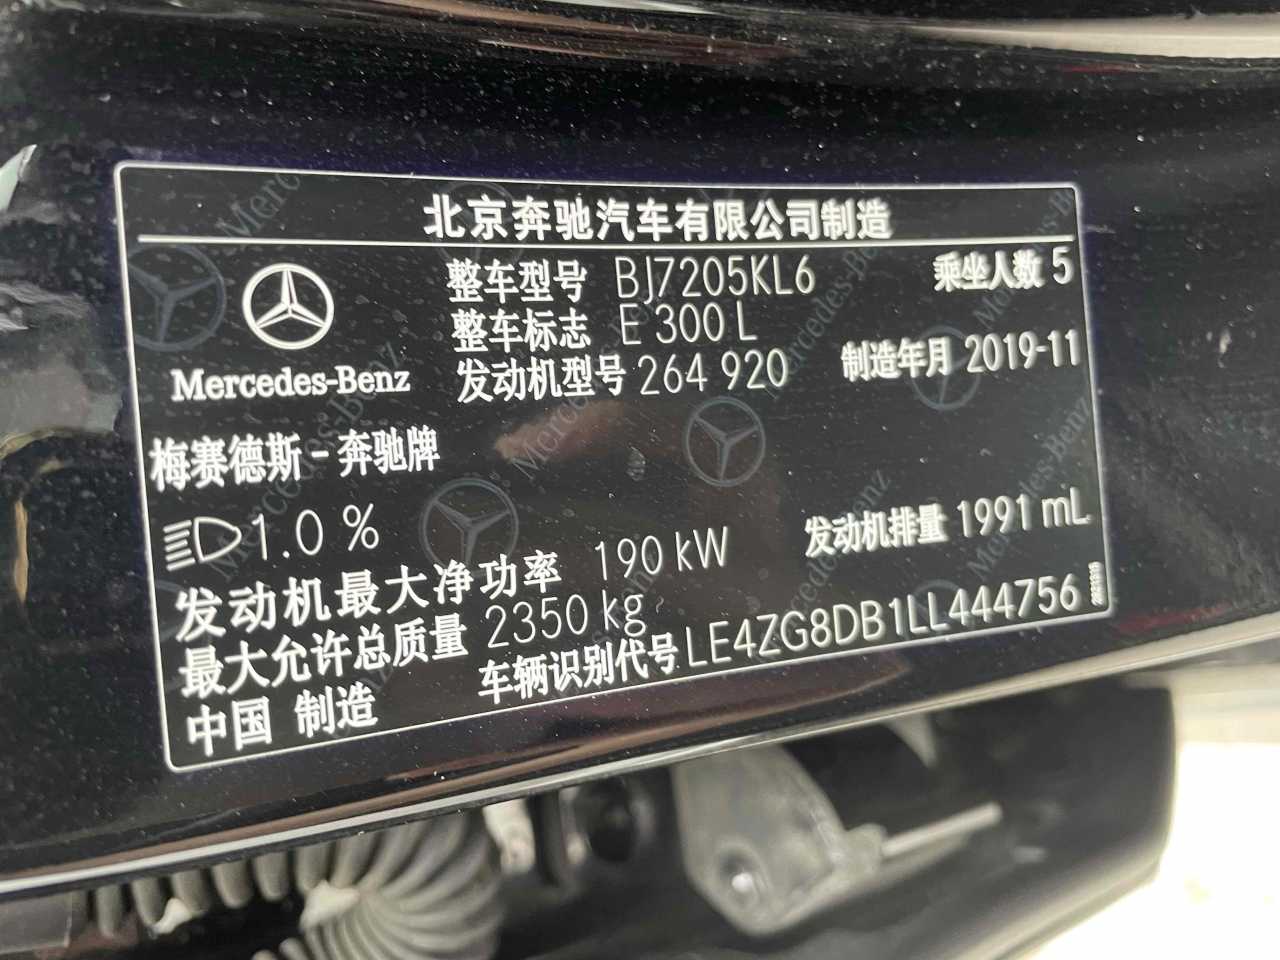 北京奔驰汽车有限公司制造
整车型号 BJ7205KL6 乘坐人数 5
整车标志 E 300 L
发动机型号 264 920 制造年月 2019-11
Mercedes-Benz
梅赛德斯-奔驰牌
1.0 %
发动机最大净功率 190 kW 发动机排量 1991 mL
最大允许总质量 2350 kg
中国 制造 车辆识别代号 LE4ZG8DB1LL444756